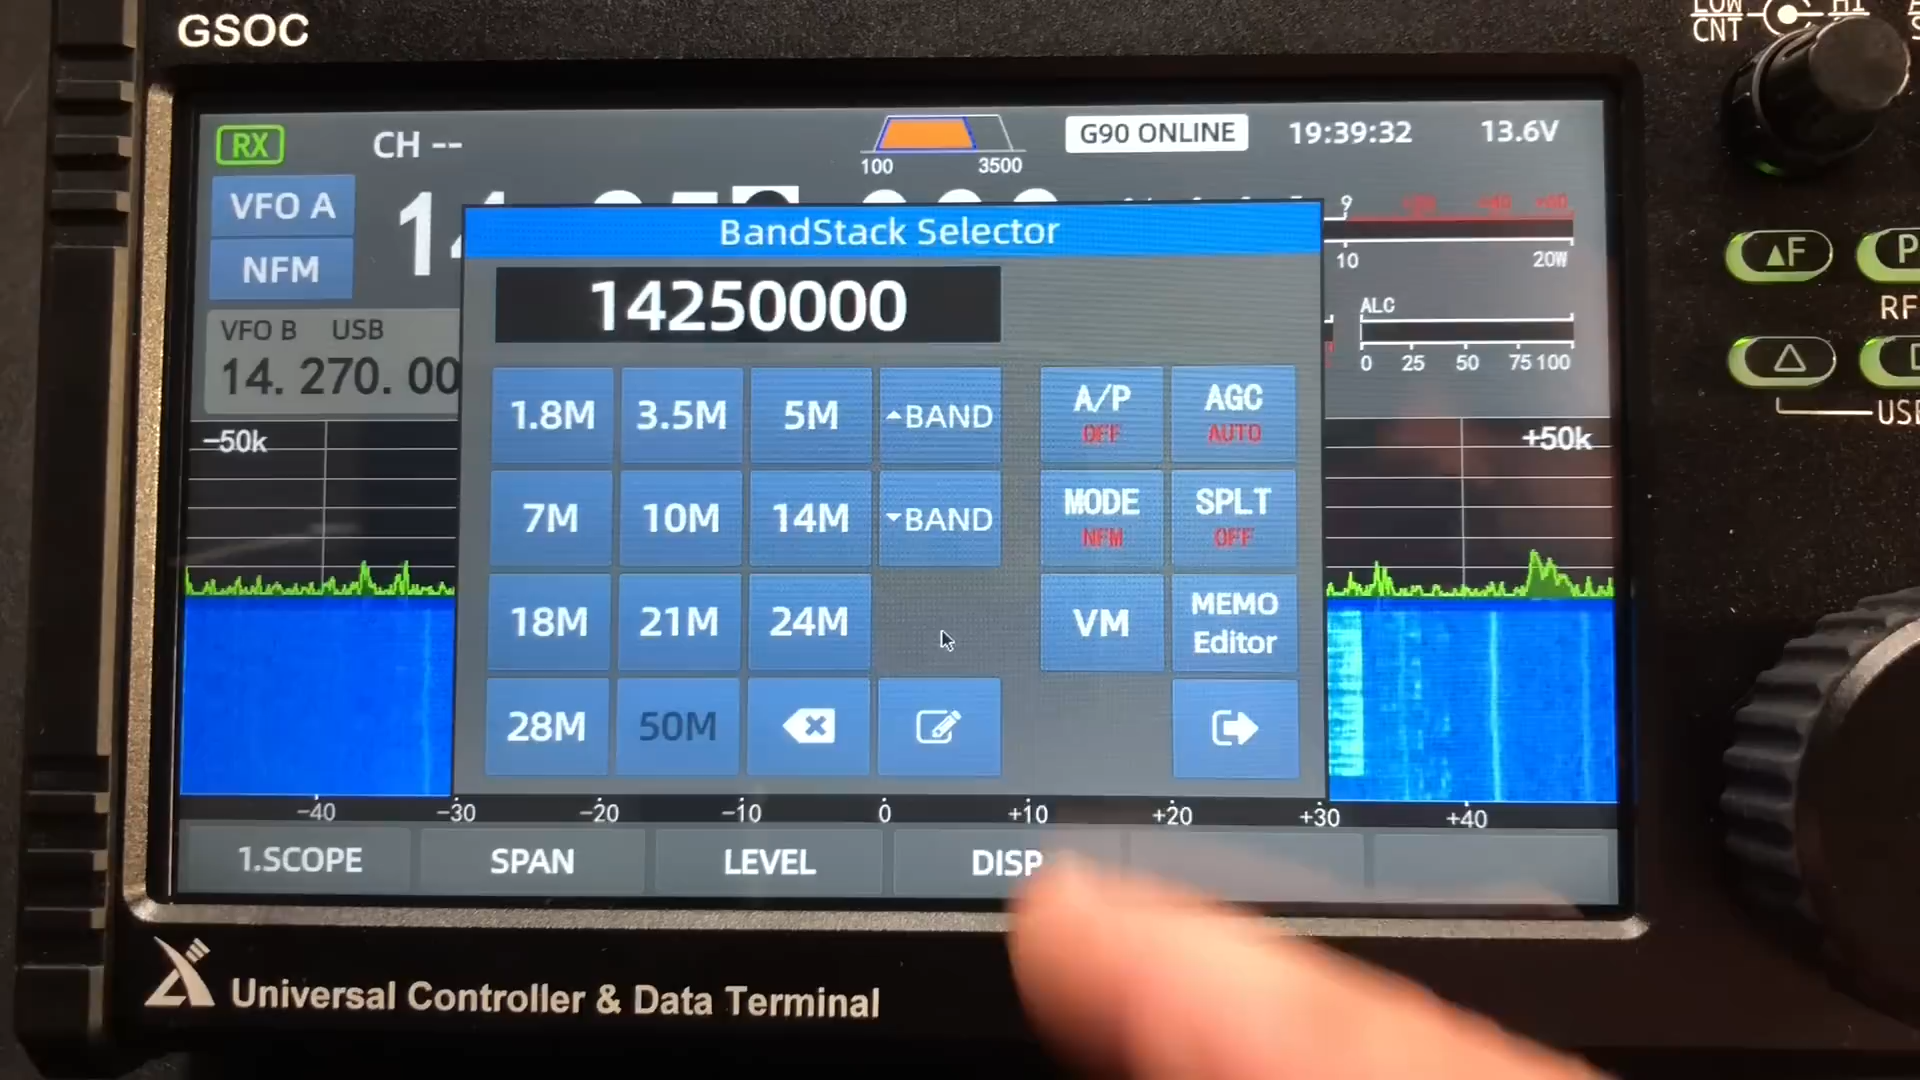 GSOC
LOW HI
CNT
RX
CH --
100 3500
G90 ONLINE
19:39:32
13.6V
VFO A
NFM
VFO B USB
14. 270. 00
9
10 20W
ALC
0 25 50 75 100
BandStack Selector
14250000
1.8M 3.5M 5M BAND
7M 10M 14M BAND
18M 21M 24M
28M 50M
A/P
OFF
AGC
AUTO
MODE
NFM
SPLT
OFF
VM
MEMO
Editor
-50k
+50k
-40 -30 -20 -10 0 +10 +20 +30 +40
1.SCOPE SPAN LEVEL DISP
▲F
RF
USB
Universal Controller & Data Terminal